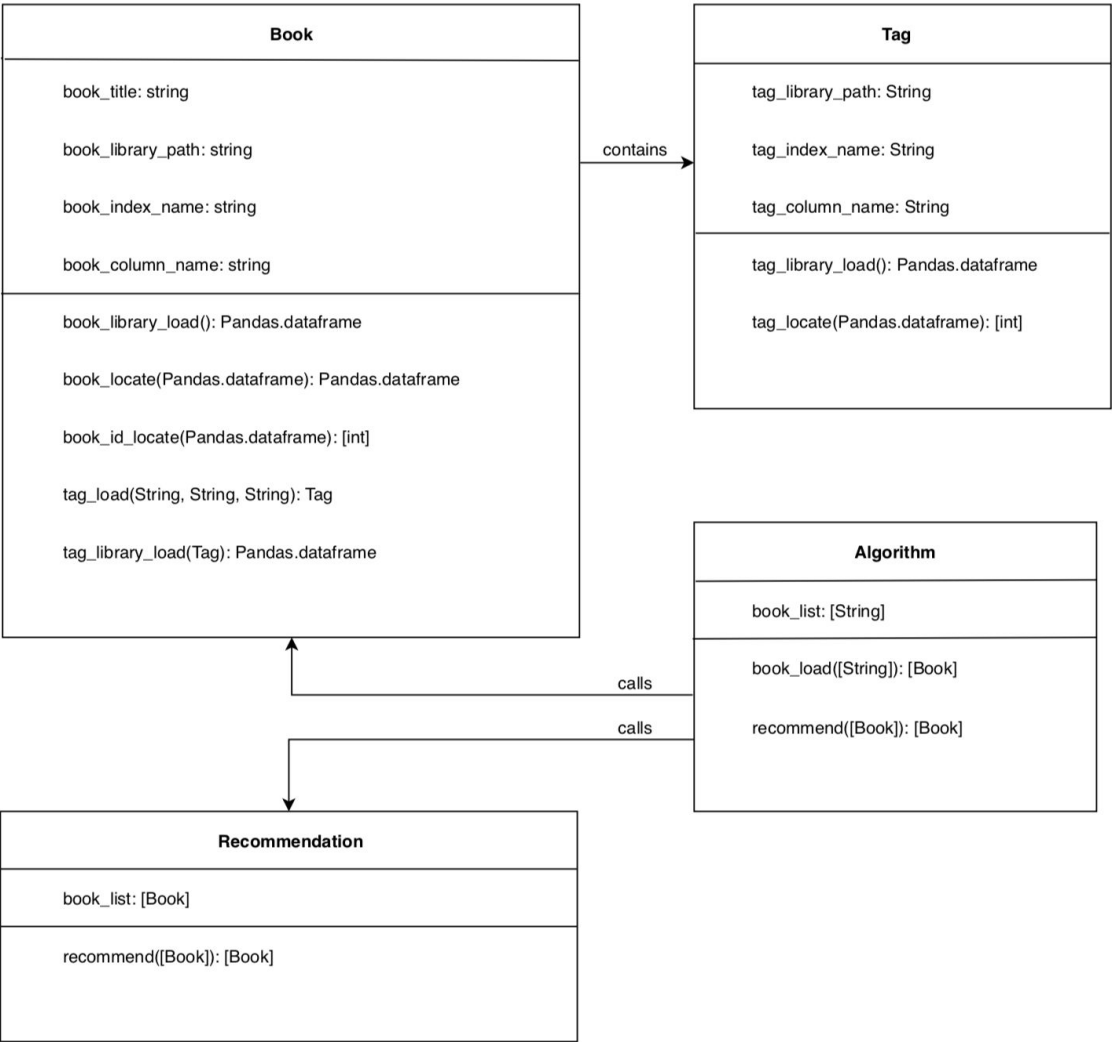 Book
book_title: string
book_library_path: string
book_index_name: string
book_column_name: string
book_library_load(): Pandas.dataframe
book_locate(Pandas.dataframe): Pandas.dataframe
book_id_locate(Pandas.dataframe): [int]
tag_load(String, String, String): Tag
tag_library_load(Tag): Pandas.dataframe
contains
Tag
tag_library_path: String
tag_index_name: String
tag_column_name: String
tag_library_load(): Pandas.dataframe
tag_locate(Pandas.dataframe): [int]
Algorithm
book_list: [String]
book_load([String]): [Book]
recommend([Book]): [Book]
calls
calls
Recommendation
book_list: [Book]
recommend([Book]): [Book]